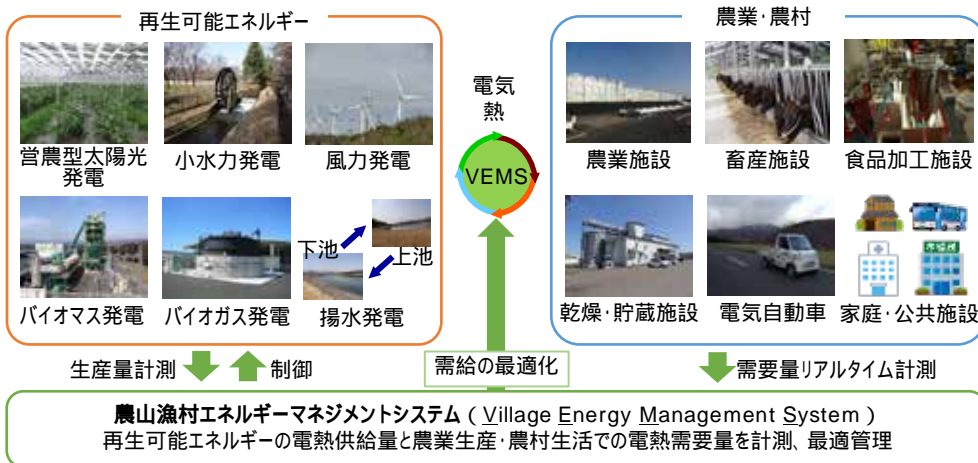 再生可能エネルギー
営農型太陽光
発電
小水力発電
風力発電
バイオマス発電
バイオガス発電
下池
上池
揚水発電
電気
熱
VEMS
農業・農村
農業施設
畜産施設
食品加工施設
乾燥・貯蔵施設
電気自動車
家庭・公共施設
生産量計測
制御
需給の最適化
需要量リアルタイム計測
農山漁村エネルギーマネジメントシステム（Village Energy Management System）
再生可能エネルギーの電熱供給量と農業生産・農村生活での電熱需要量を計測、最適管理